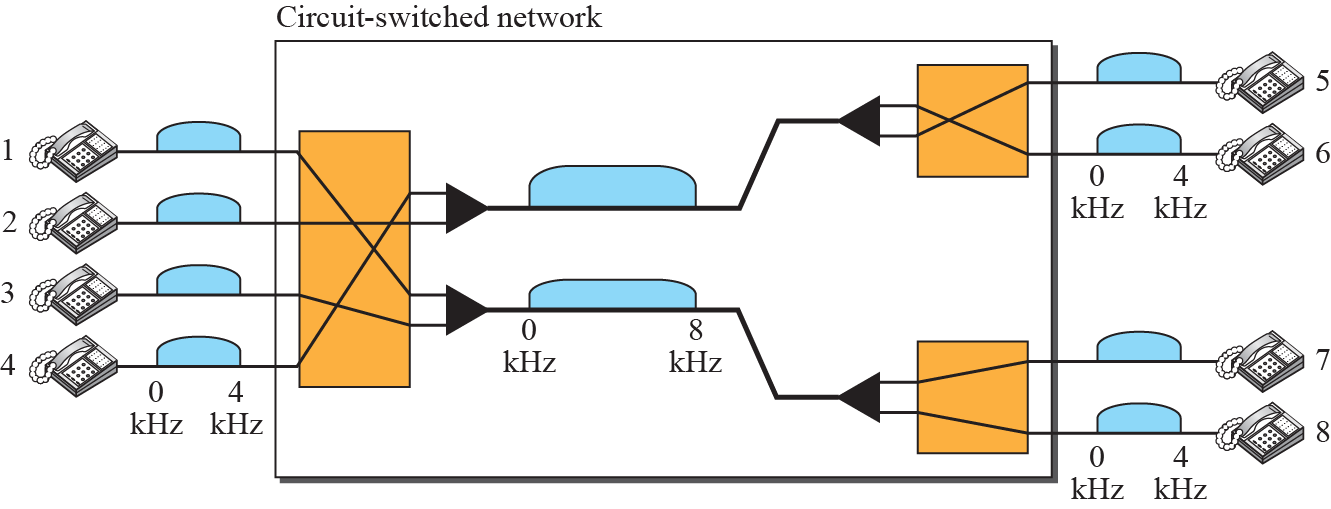 Circuit-switched network
1
2
3
4
0 4
kHz kHz
0 8
kHz kHz
5
6
0 4
kHz kHz
7
8
0 4
kHz kHz